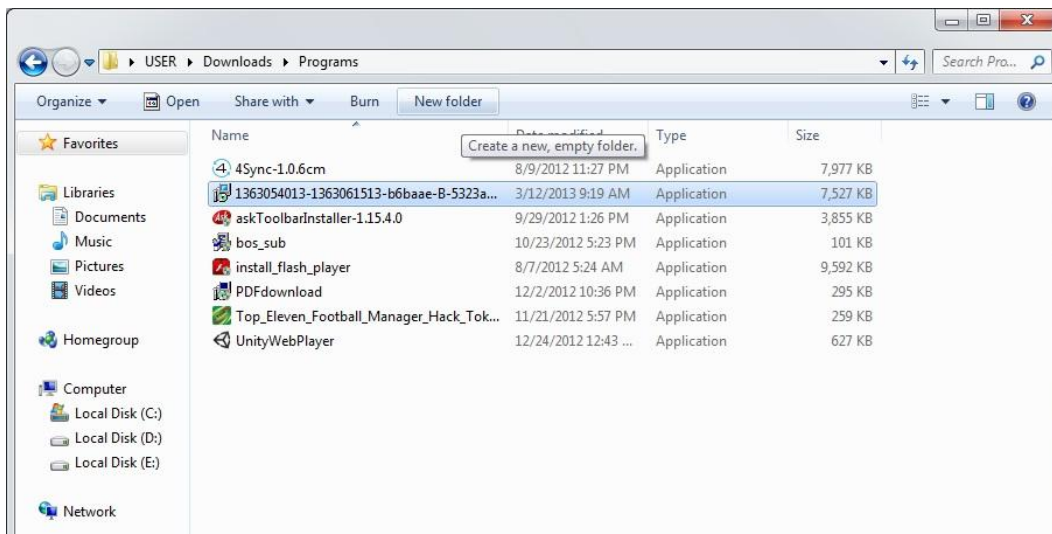 USER ▸ Downloads ▸ Programs
Search Pro...
Organize Open Share with Burn New folder
Favorites
Libraries
Documents
Music
Pictures
Videos
Homegroup
Computer
Local Disk (C:)
Local Disk (D:)
Local Disk (E:)
Network
Name Date modified Type Size
Create a new, empty folder.
4Sync-1.0.6cm 8/9/2012 11:27 PM Application 7,977 KB
1363054013-1363061513-b6baae-B-5323a... 3/12/2013 9:19 AM Application 7,527 KB
askToolbarInstaller-1.15.4.0 9/29/2012 1:26 PM Application 3,855 KB
bos_sub 10/23/2012 5:23 PM Application 101 KB
install_flash_player 8/7/2012 5:24 AM Application 9,592 KB
PDFdownload 12/2/2012 10:36 PM Application 295 KB
Top_Eleven_Football_Manager_Hack_Tok... 11/21/2012 5:57 PM Application 259 KB
UnityWebPlayer 12/24/2012 12:43 ... Application 627 KB